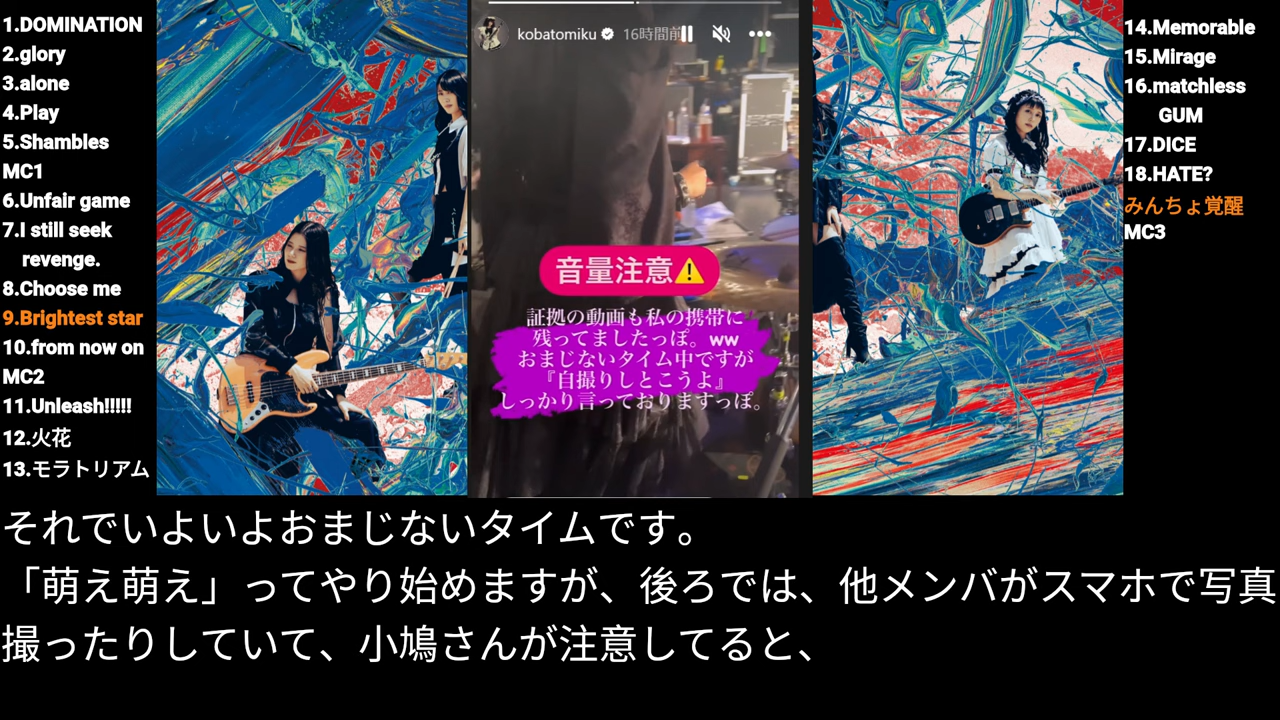 1.DOMINATION
2.glory
3.alone
4.Play
5.Shambles
MC1
6.Unfair game
7.I still seek
revenge.
8.Choose me
9.Brightest star
10.from now on
MC2
11.Unleash!!!!!
12.火花
13.モラトリアム
kobatomiku 16時間前
音量注意⚠
証拠の動画も私の携帯に
残ってましたっぽ。ww
おまじないタイム中ですが
『自撮りしとこうよ』
しっかり言っておりますっぽ。
14.Memorable
15.Mirage
16.matchless
GUM
17.DICE
18.HATE?
みんちょ覚醒
MC3
それでいよいよおまじないタイムです。
「萌え萌え」ってやり始めますが、後ろでは、他メンバがスマホで写真
撮ったりしていて、小鳩さんが注意してると、